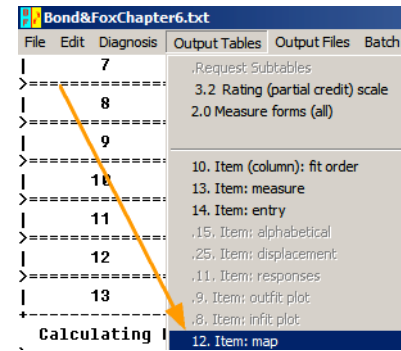 Bond&FoxChapter6.txt
File Edit Diagnosis Output Tables Output Files Batch
| 7
>==================
| 8
>==================
| 9
>==================
| 10
>==================
| 11
>==================
| 12
>==================
| 13
+------------------
Calculating
.Request Subtables
3.2 Rating (partial credit) scale
2.0 Measure forms (all)
10. Item (column): fit order
13. Item: measure
14. Item: entry
.15. Item: alphabetical
.25. Item: displacement
.11. Item: responses
.9. Item: outfit plot
.8. Item: infit plot
12. Item: map